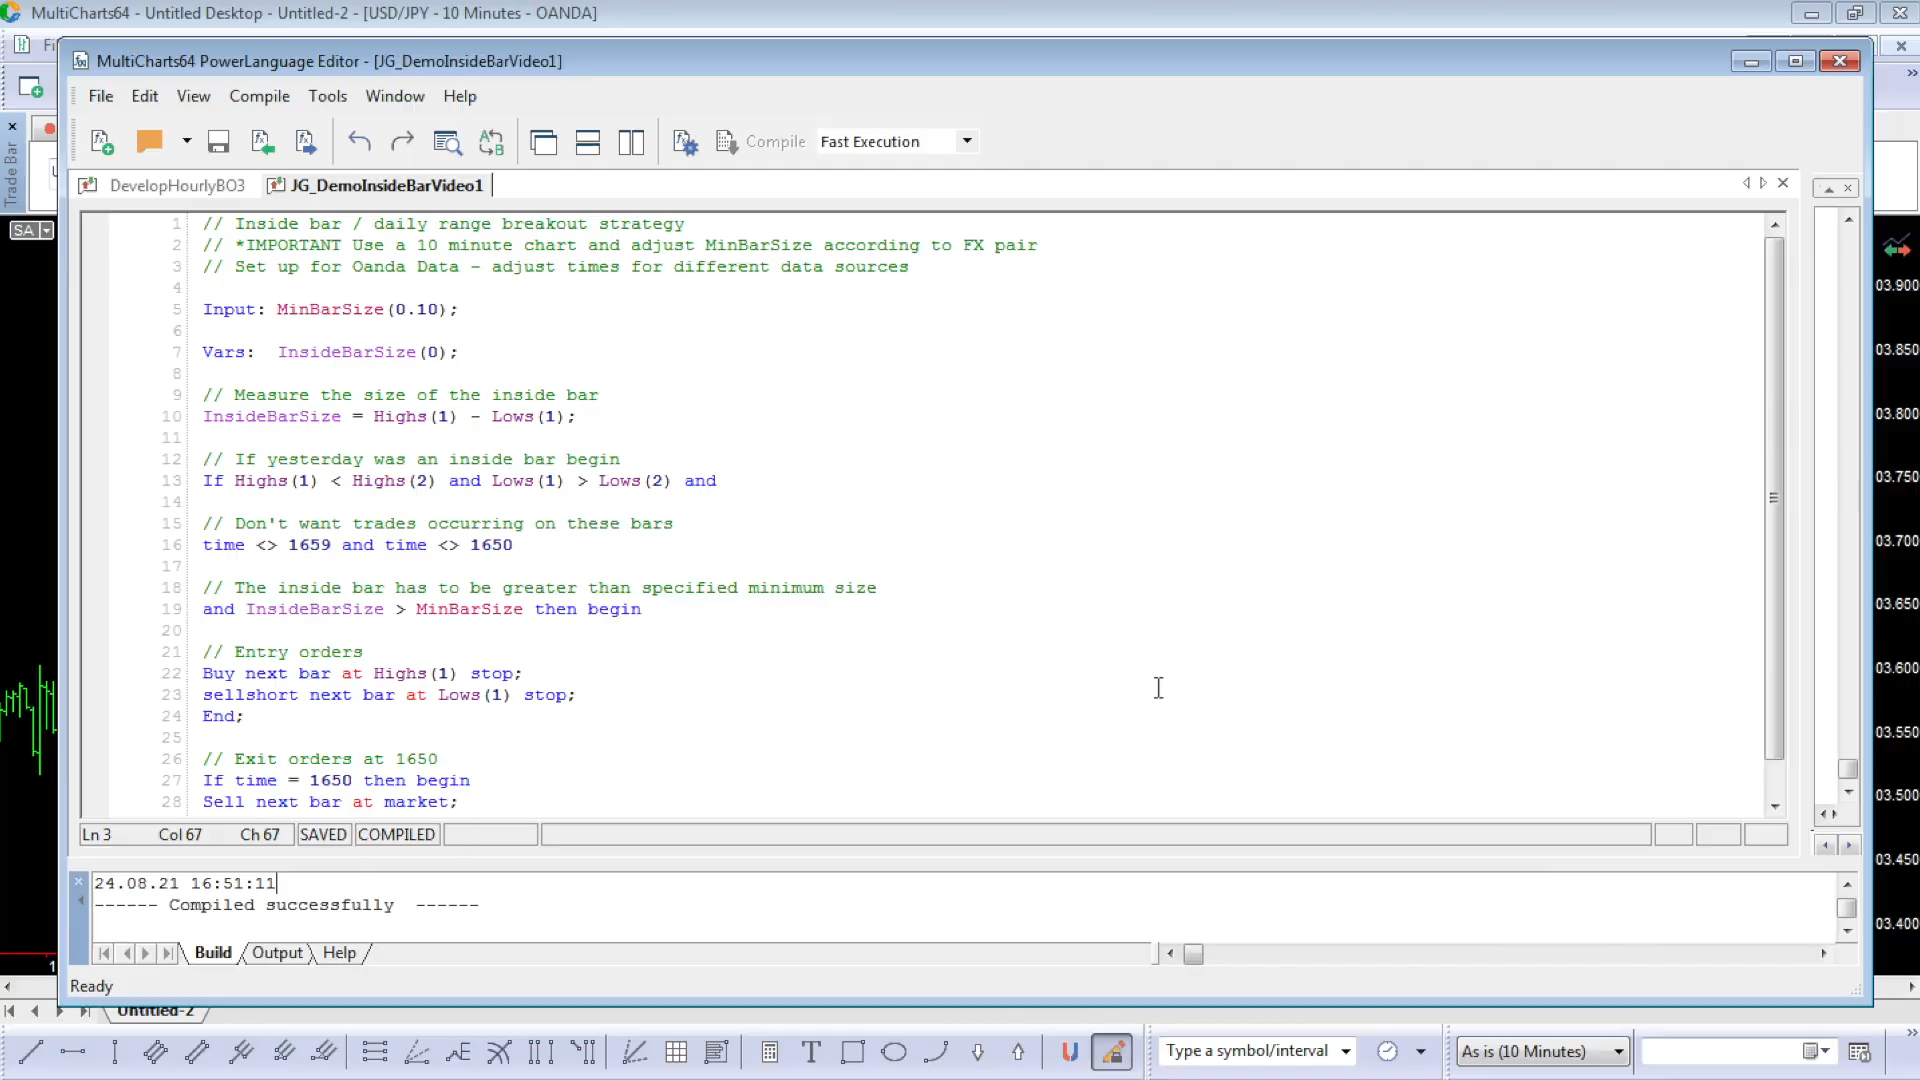 MultiCharts64 - Untitled Desktop - Untitled-2 - [USD/JPY - 10 Minutes - OANDA]
MultiCharts64 PowerLanguage Editor - [JG_DemoInsideBarVideo1]
File Edit View Compile Tools Window Help
Compile Fast Execution
Trade Bar
DevelopHourlyBO3 JG_DemoInsideBarVideo1
SA
1 // Inside bar / daily range breakout strategy
2 // *IMPORTANT Use a 10 minute chart and adjust MinBarSize according to FX pair
3 // Set up for Oanda Data - adjust times for different data sources
4
5 Input: MinBarSize(0.10);
6
7 Vars: InsideBarSize(0);
8
9 // Measure the size of the inside bar
10 InsideBarSize = Highs(1) - Lows(1);
11
12 // If yesterday was an inside bar begin
13 If Highs(1) < Highs(2) and Lows(1) > Lows(2) and
14
15 // Don't want trades occurring on these bars
16 time <> 1659 and time <> 1650
17
18 // The inside bar has to be greater than specified minimum size
19 and InsideBarSize > MinBarSize then begin
20
21 // Entry orders
22 Buy next bar at Highs(1) stop;
23 sellshort next bar at Lows(1) stop;
24 End;
25
26 // Exit orders at 1650
27 If time = 1650 then begin
28 Sell next bar at market;
03.900
03.850
03.800
03.750
03.700
03.650
03.600
03.550
03.500
03.450
03.400
Ln 3 Col 67 Ch 67 SAVED COMPILED
24.08.21 16:51:11
------ Compiled successfully ------
Build Output Help
Ready
Untitled-2
Type a symbol/interval As is (10 Minutes)